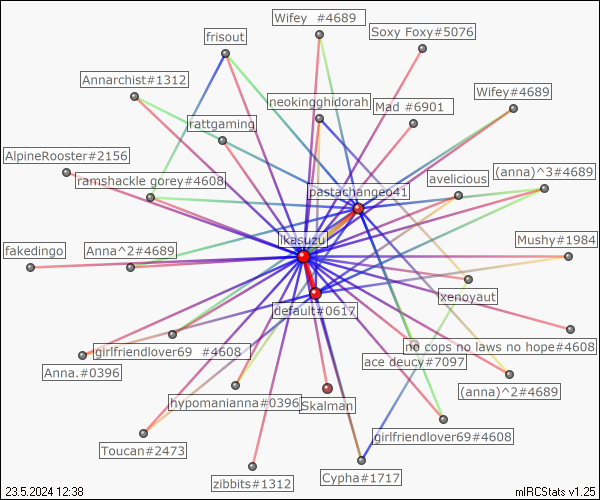 Wifey  #4689
Soxy Foxy#5076
frisout
Annarchist#1312
Wifey#4689
neokingghidorah
Mad #6901
rattgaming
AlpineRooster#2156
ramshackle gorey#4608
avelicious
(anna)^3#4689
pastachangeo41
ikasuzu
Mushy#1984
fakedingo
Anna^2#4689
xenoyaut
default#0617
girlfriendlover69  #4608
no cops no laws no hope#4608
Anna.#0396
ace deucy#7097
hypomanianna#0396
Skalman
(anna)^2#4689
girlfriendlover69#4608
Toucan#2473
zibbits#1312
Cypha#1717
23.5.2024 12:38
mIRCStats v1.25